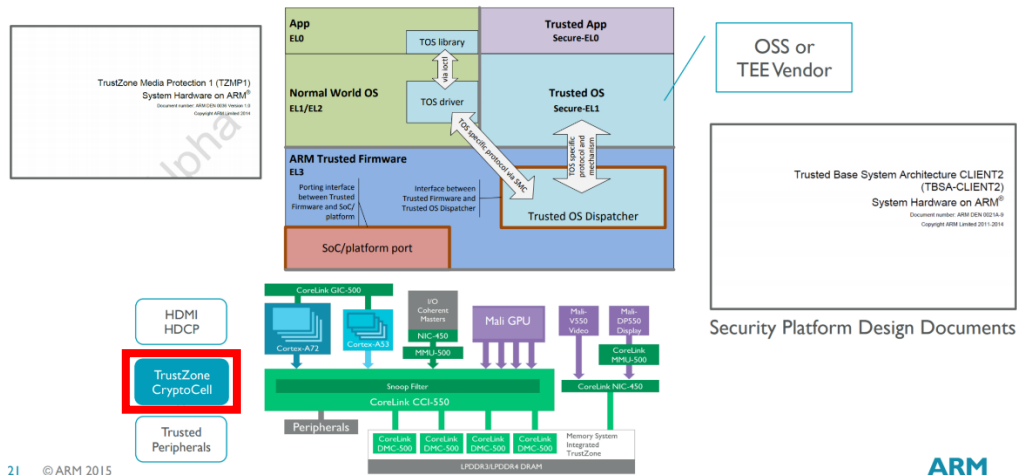 TrustZone Media Protection 1 (TZMP1)
System Hardware on ARM®
Document number: ARM DEN 0039 Version 1.0
Copyright ARM Limited 2014
lpha
App
EL0
TOS library
Trusted App
Secure-EL0
via ioctl
Normal World OS
EL1/EL2
TOS driver
Trusted OS
Secure-EL1
TOS specific protocol via SMC
TOS specific
protocol and
mechanism
ARM Trusted Firmware
EL3
Porting interface
between Trusted
Firmware and SoC/
platform
Interface between
Trusted Firmware and
Trusted OS Dispatcher
Trusted OS Dispatcher
SoC/platform port
OSS or
TEE Vendor
Trusted Base System Architecture CLIENT2
(TBSA-CLIENT2)
System Hardware on ARM®
Document number: ARM DEN 0021A-9
Copyright ARM Limited 2011-2014
Security Platform Design Documents
HDMI
HDCP
TrustZone
CryptoCell
Trusted
Peripherals
CoreLink GIC-500
Cortex-A72
Cortex-A53
I/O
Coherent
Masters
NIC-450
MMU-500
Mali GPU
Mali-
V550
Video
Mali-
DP550
Display
CoreLink
MMU-500
Snoop Filter
CoreLink CCI-550
CoreLink NIC-450
Peripherals
CoreLink
DMC-500
CoreLink
DMC-500
CoreLink
DMC-500
CoreLink
DMC-500
Memory System
Integrated
TrustZone
LPDDR3/LPDDR4 DRAM
21 © ARM 2015
ARM